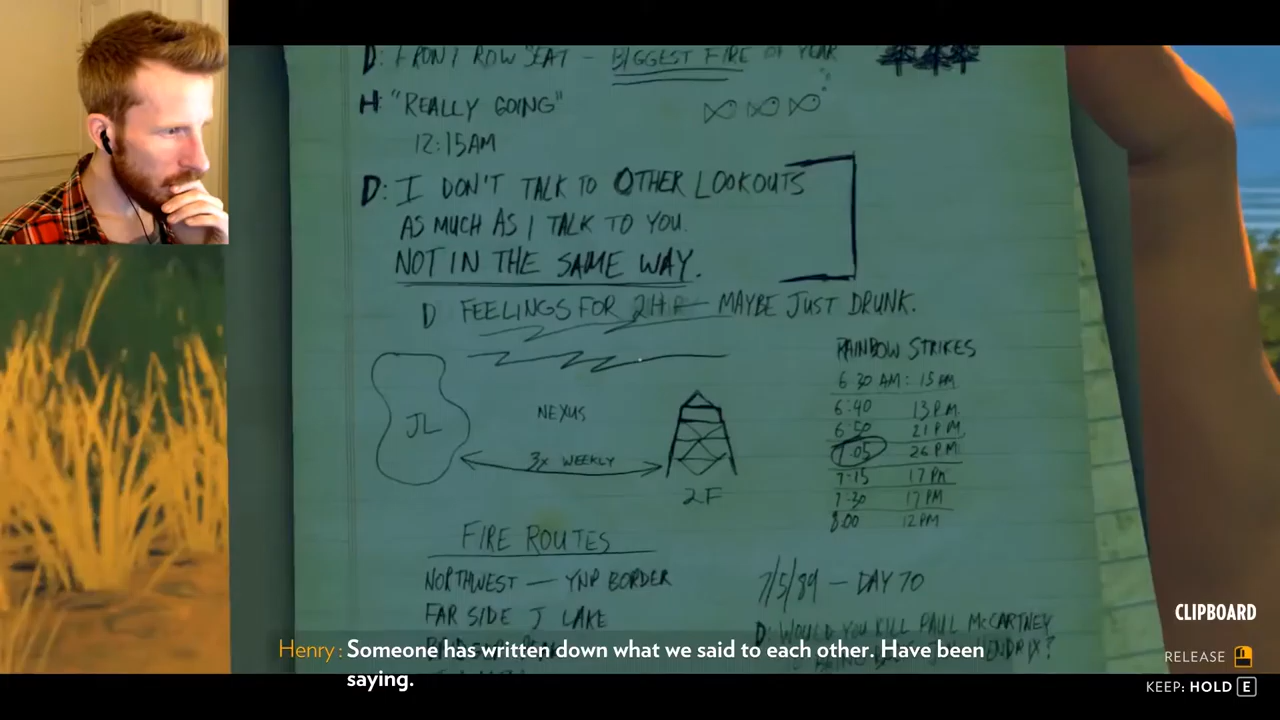 D: FRONT ROW SEAT – BIGGEST FIRE OF YEAR
H: "REALLY GOING"
12:15AM
D: I DON'T TALK TO OTHER LOOKOUTS
AS MUCH AS I TALK TO YOU.
NOT IN THE SAME WAY.
D FEELINGS FOR MAYBE JUST DRUNK.
RAINBOW STRIKES
6 30 AM: 15 PM.
6:40 13 P.M.
6:50 21 P.M.
7:05 26 PM
7:15 17 PM
7:30 17 PM
8:00 12 PM
JL
NEXUS
3x WEEKLY
2F
FIRE ROUTES
NORTHWEST — YNP BORDER
FAR SIDE J LAKE
7/5/89 – DAY 70
D: WOULD YOU KILL PAUL McCARTNEY
CLIPBOARD
RELEASE
KEEP: HOLD E
Henry: Someone has written down what we said to each other. Have been
saying.